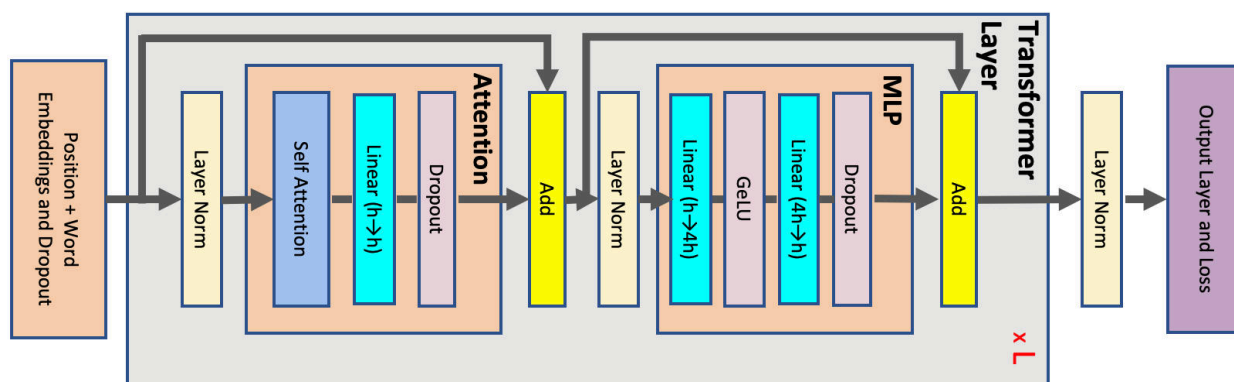 Position + Word
Embeddings and Dropout
Layer Norm
Self Attention
Linear (h→h)
Dropout
Attention
Add
Layer Norm
Linear (h→4h)
GeLU
Linear (4h→h)
Dropout
MLP
Add
Transformer
Layer
x L
Layer Norm
Output Layer and Loss